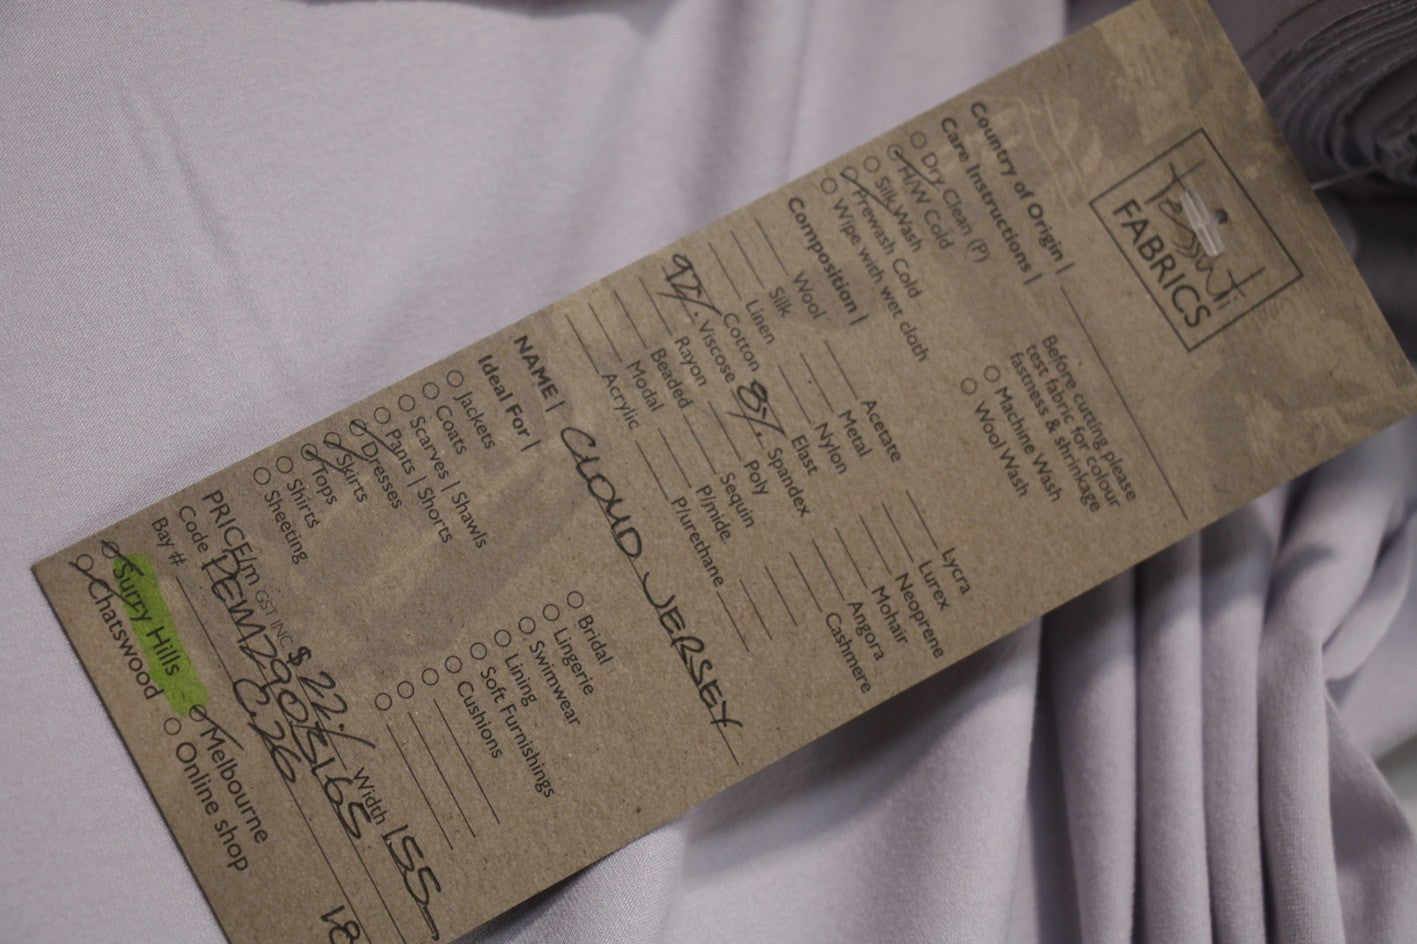 Tessuti
FABRICS
Country of Origin |
Care Instructions |
Before cutting please
test fabric for colour
fastness & shrinkage
Dry Clean (P)
H/W Cold
Silk Wash
Prewash Cold
Wipe with wet cloth
Machine Wash
Wool Wash
Composition |
Wool
Silk
Linen
Cotton
92%. Viscose
Rayon
Beaded
Modal
Acrylic
Acetate
Metal
Nylon
Elast
8%. Spandex
Poly
Sequin
P/mide
P/urethane
Lycra
Lurex
Neoprene
Mohair
Angora
Cashmere
NAME | CLOUD JERSEY
Ideal For |
Jackets
Coats
Scarves | Shawls
Pants | Shorts
Dresses
Skirts
Tops
Shirts
Sheeting
Bridal
Lingerie
Swimwear
Lining
Soft Furnishings
Cushions
PRICE/m GST INC $22./ Width 155
Code
Bay # C.26
Surry Hills
Chatswood
Melbourne
Online shop